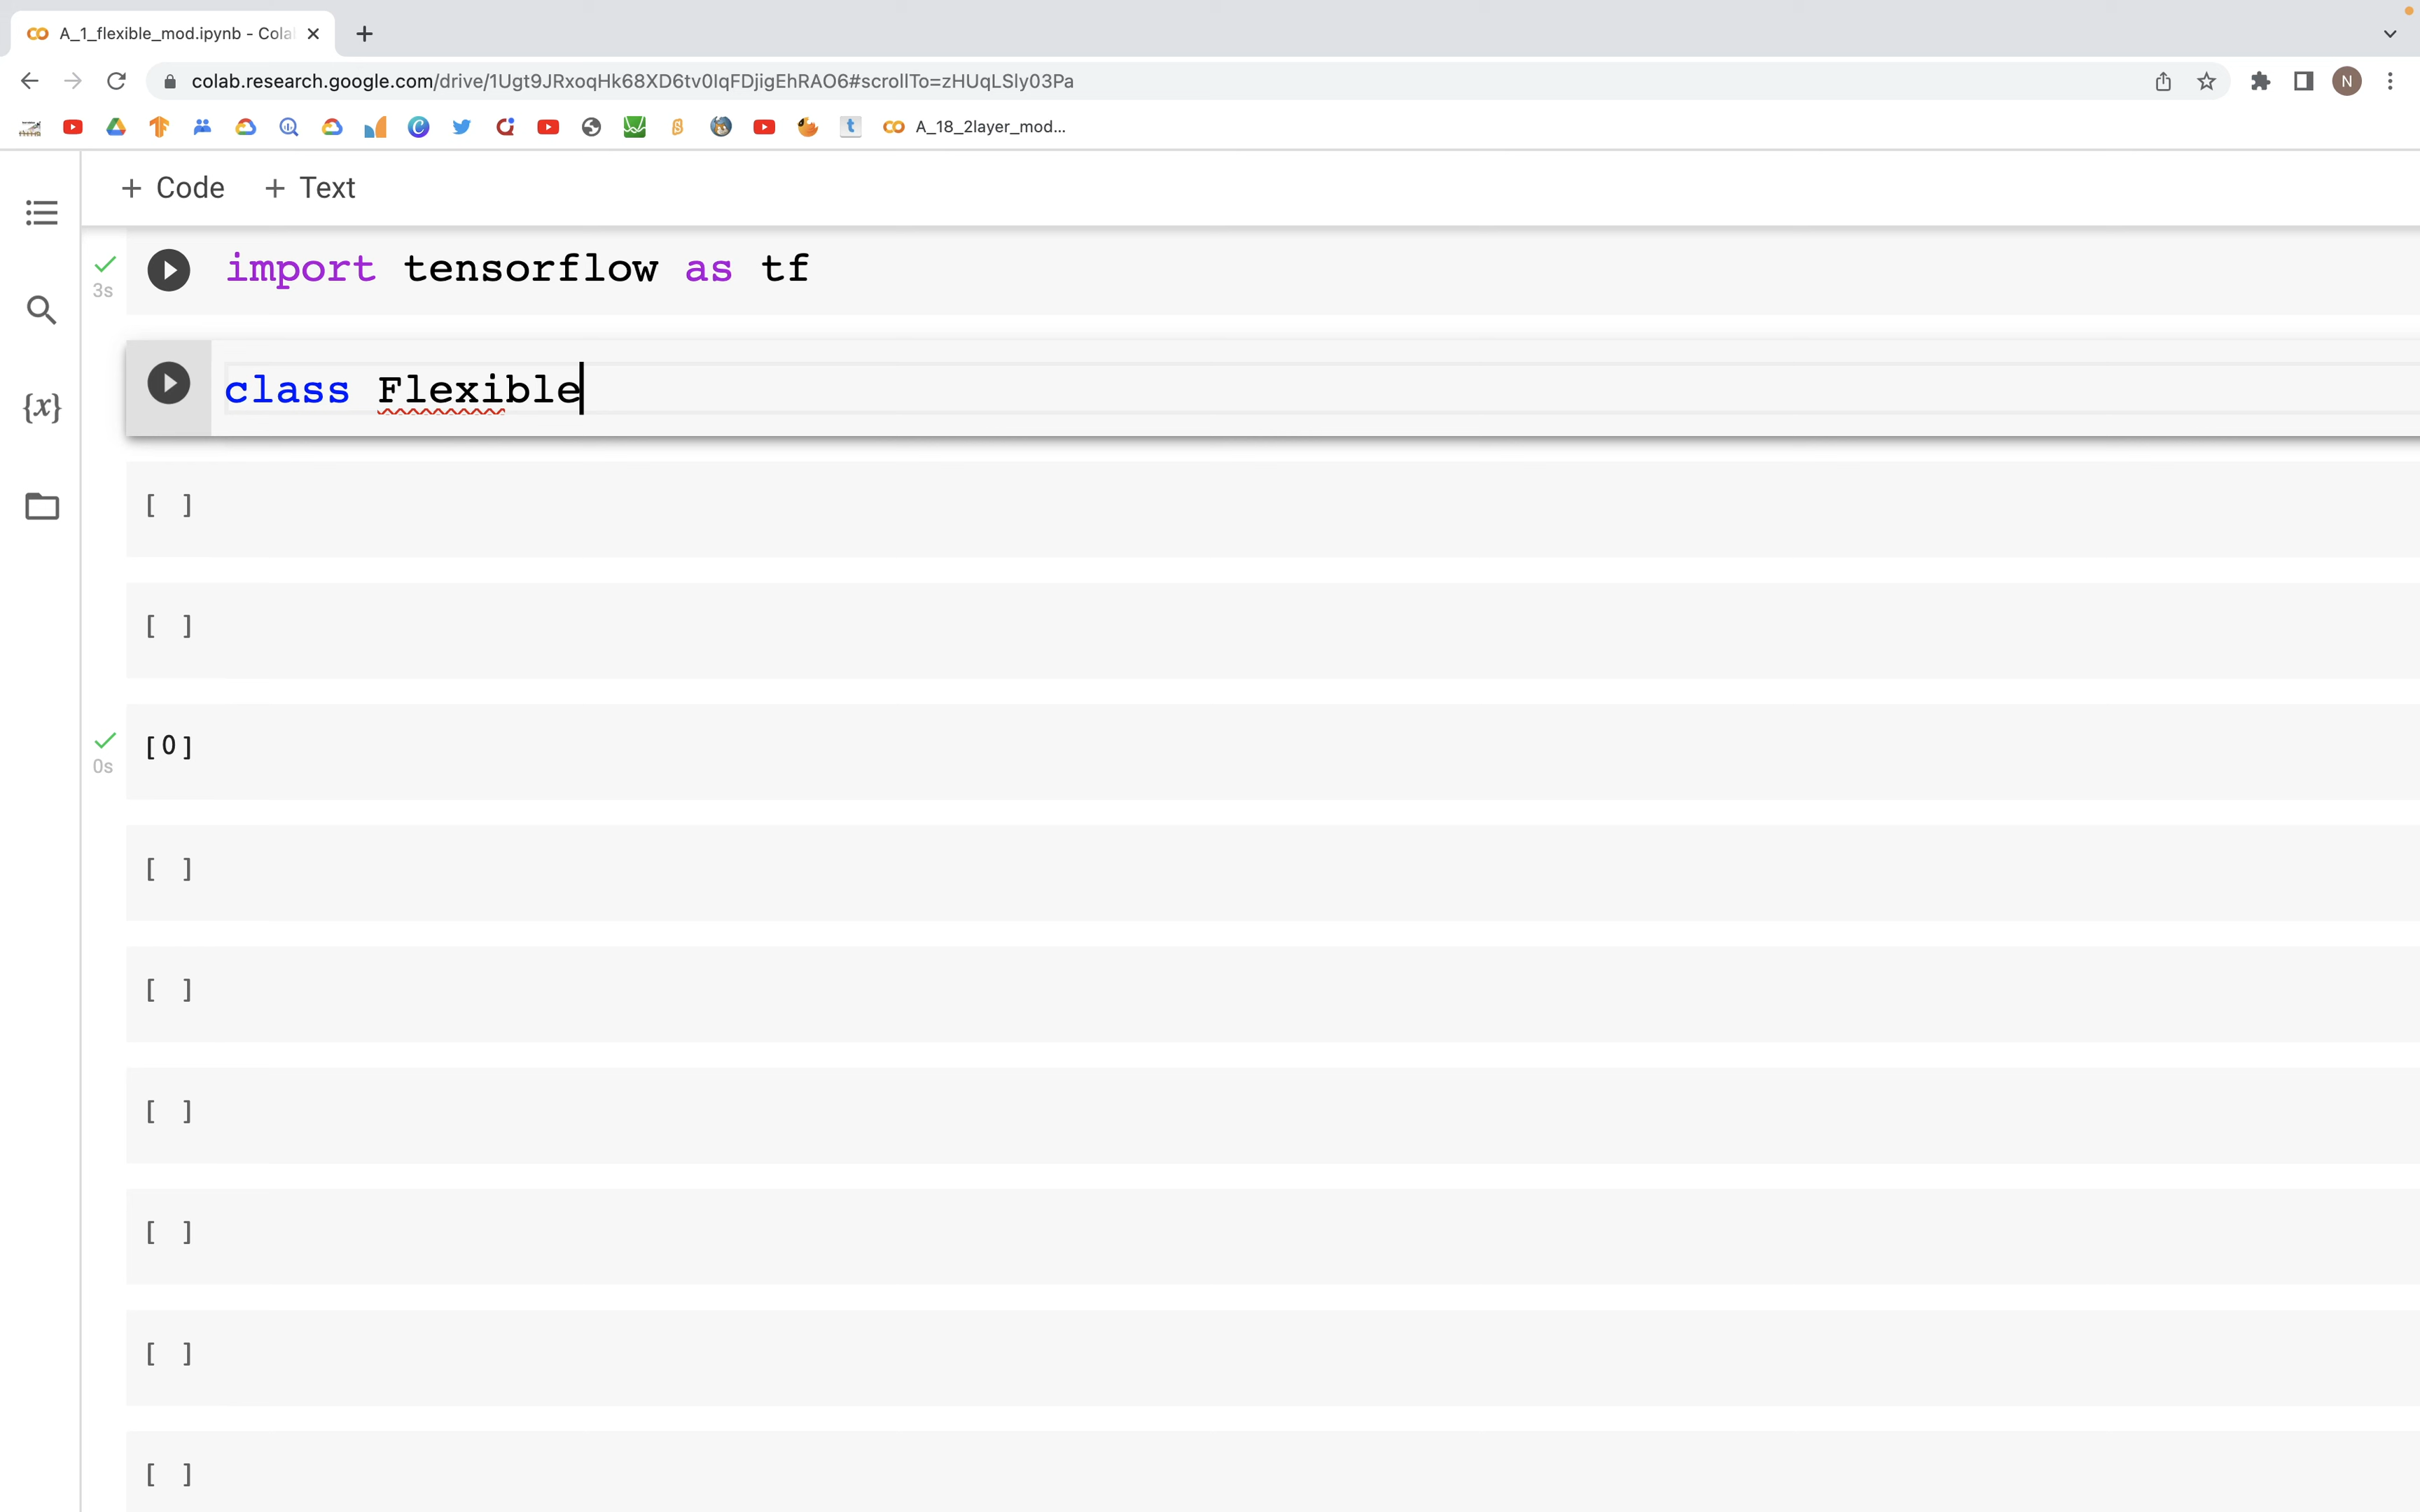 A_1_flexible_mod.ipynb - Colal
colab.research.google.com/drive/1Ugt9JRxoqHk68XD6tv0IqFDjigEhRAO6#scrollTo=zHUqLSly03Pa
N
A_18_2layer_mod...
+ Code + Text
3s
import tensorflow as tf
{x}
class Flexible
[ ]
[ ]
0s
[0]
[ ]
[ ]
[ ]
[ ]
[ ]
[ ]